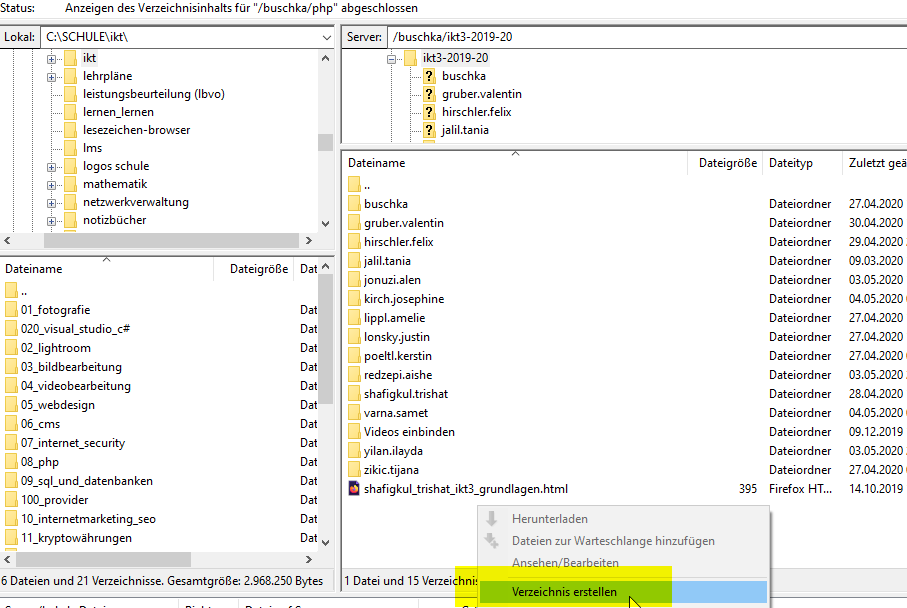 Status: Anzeigen des Verzeichnisinhalts für "/buschka/php" abgeschlossen
Lokal: C:\SCHULE\ikt\
ikt
lehrpläne
leistungsbeurteilung (lbvo)
lernen_lernen
lesezeichen-browser
lms
logos schule
mathematik
netzwerkverwaltung
notizbücher
Dateiname Dateigröße Dat
..
01_fotografie Dat
020_visual_studio_c# Dat
02_lightroom Dat
03_bildbearbeitung Dat
04_videobearbeitung Dat
05_webdesign Dat
06_cms Dat
07_internet_security Dat
08_php Dat
09_sql_und_datenbanken Dat
100_provider Dat
10_internetmarketing_seo Dat
11_kryptowährungen Dat
6 Dateien und 21 Verzeichnisse. Gesamtgröße: 2.968.250 Bytes
Server: /buschka/ikt3-2019-20
ikt3-2019-20
? buschka
? gruber.valentin
? hirschler.felix
? jalil.tania
Dateiname Dateigröße Dateityp Zuletzt geä
..
buschka Dateiordner 27.04.2020
gruber.valentin Dateiordner 30.04.2020
hirschler.felix Dateiordner 29.04.2020
jalil.tania Dateiordner 09.03.2020
jonuzi.alen Dateiordner 03.05.2020
kirch.josephine Dateiordner 04.05.2020
lippl.amelie Dateiordner 27.04.2020
lonsky.justin Dateiordner 27.04.2020
poeltl.kerstin Dateiordner 27.04.2020
redzepi.aishe Dateiordner 03.05.2020
shafigkul.trishat Dateiordner 27.04.2020
varna.samet Dateiordner 04.05.2020
Videos einbinden Dateiordner 09.12.2019
yilan.ilayda Dateiordner 03.05.2020
zikic.tijana Dateiordner 27.04.2020
shafigkul_trishat_ikt3_grundlagen.html 395 Firefox HT... 14.10.2019
1 Datei und 15 Verzeichnis
Herunterladen
Dateien zur Warteschlange hinzufügen
Ansehen/Bearbeiten
Verzeichnis erstellen